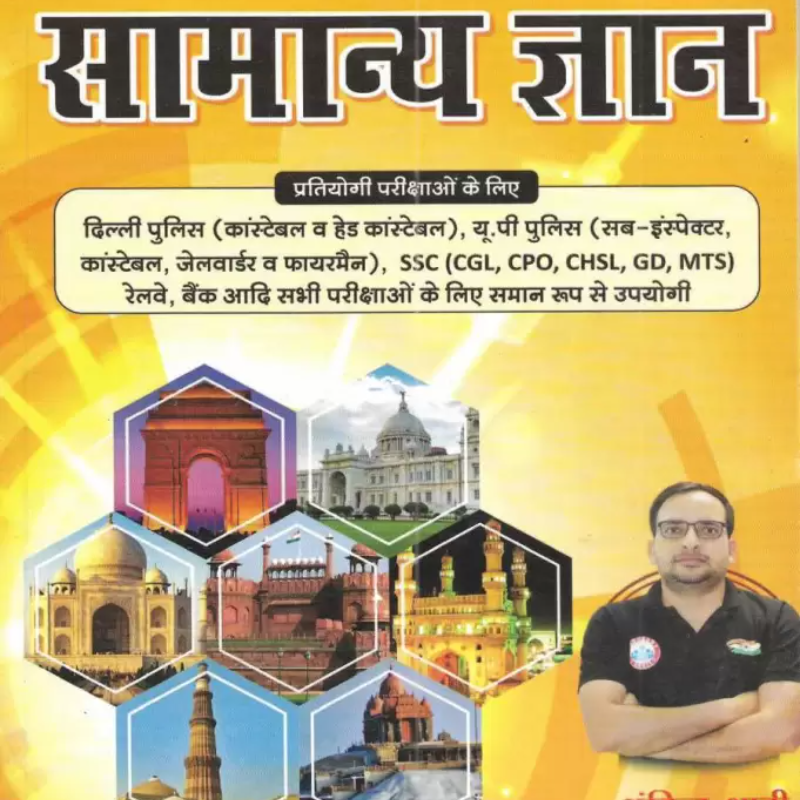 सामान्य ज्ञान
प्रतियोगी परीक्षाओं के लिए
दिल्ली पुलिस (कांस्टेबल व हेड कांस्टेबल), यू.पी पुलिस (सब-इंस्पेक्टर,
कांस्टेबल, जेलवार्डर व फायरमैन), SSC (CGL, CPO, CHSL, GD, MTS)
रेलवे, बैंक आदि सभी परीक्षाओं के लिए समान रूप से उपयोगी